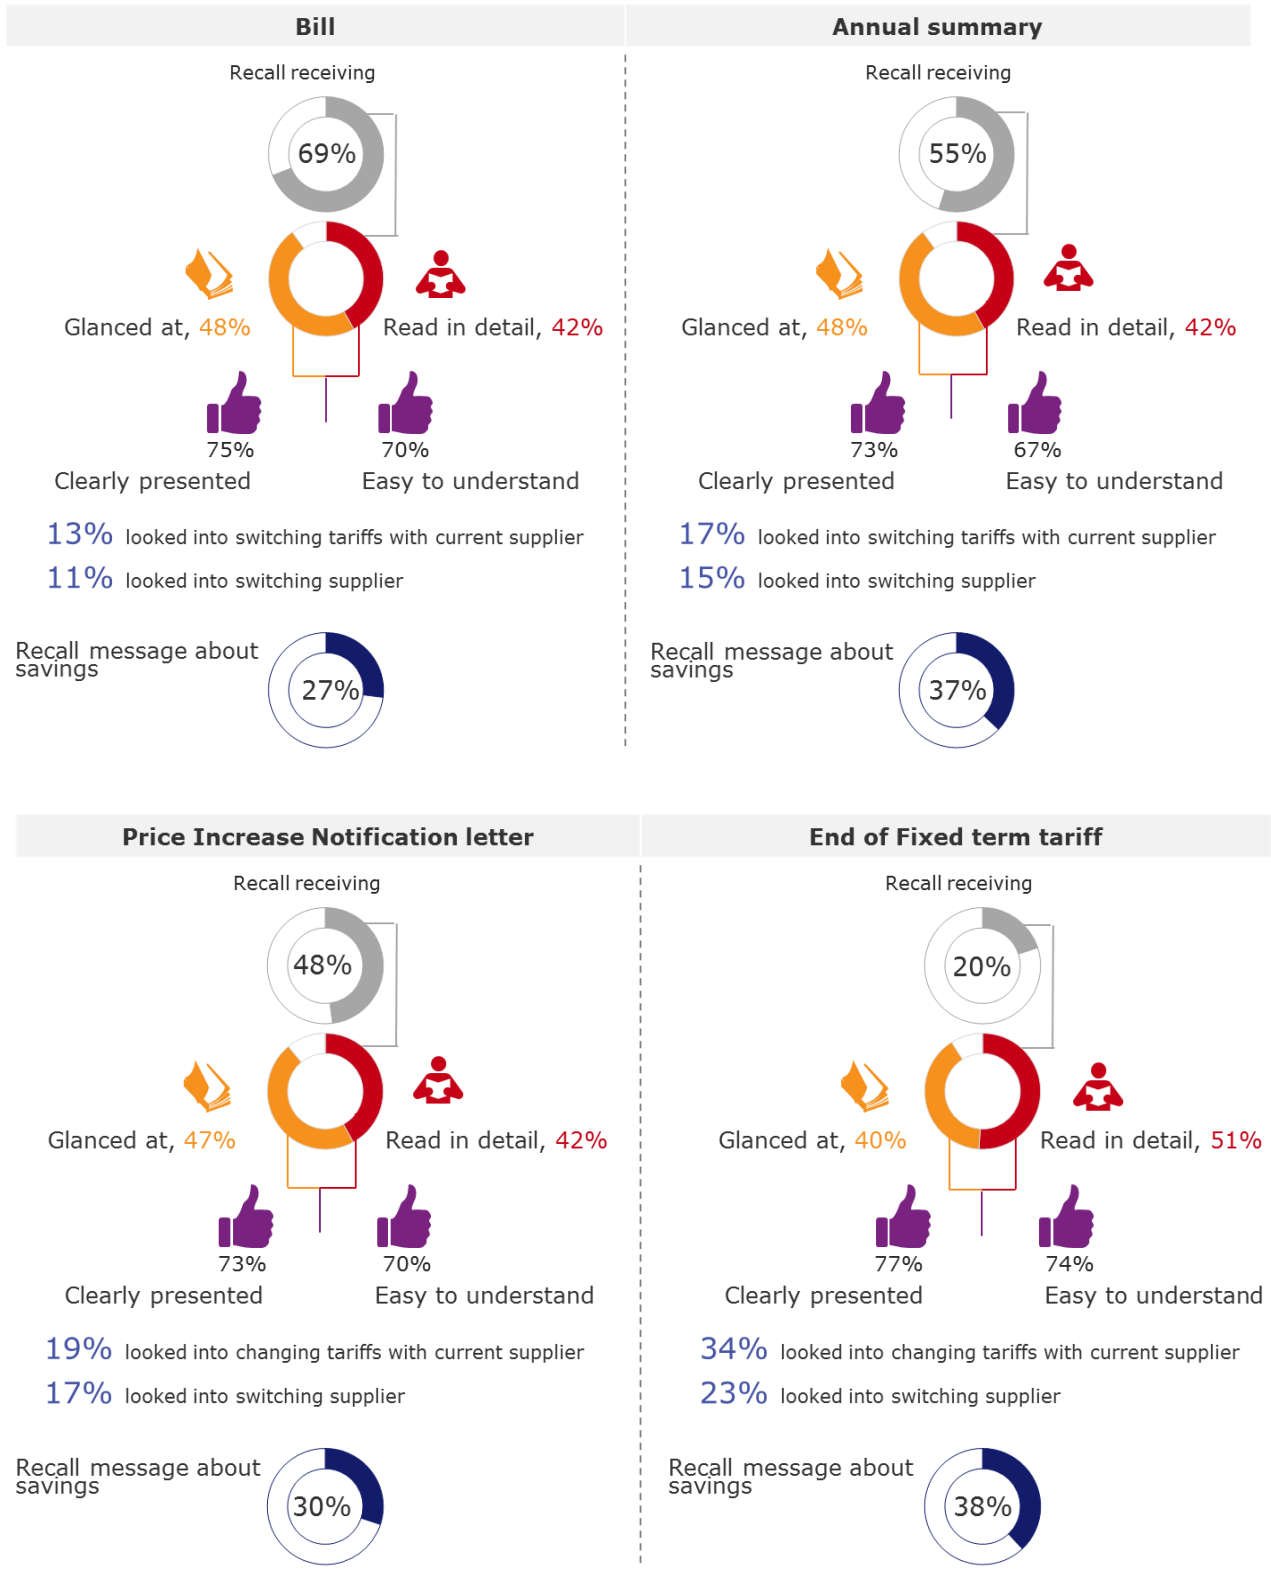 Bill
Recall receiving
69%
Glanced at, 48%
Read in detail, 42%
75%
Clearly presented
70%
Easy to understand
13% looked into switching tariffs with current supplier
11% looked into switching supplier
Recall message about
savings
27%
Annual summary
Recall receiving
55%
Glanced at, 48%
Read in detail, 42%
73%
Clearly presented
67%
Easy to understand
17% looked into switching tariffs with current supplier
15% looked into switching supplier
Recall message about
savings
37%
Price Increase Notification letter
Recall receiving
48%
Glanced at, 47%
Read in detail, 42%
73%
Clearly presented
70%
Easy to understand
19% looked into changing tariffs with current supplier
17% looked into switching supplier
Recall message about
savings
30%
End of Fixed term tariff
Recall receiving
20%
Glanced at, 40%
Read in detail, 51%
77%
Clearly presented
74%
Easy to understand
34% looked into changing tariffs with current supplier
23% looked into switching supplier
Recall message about
savings
38%